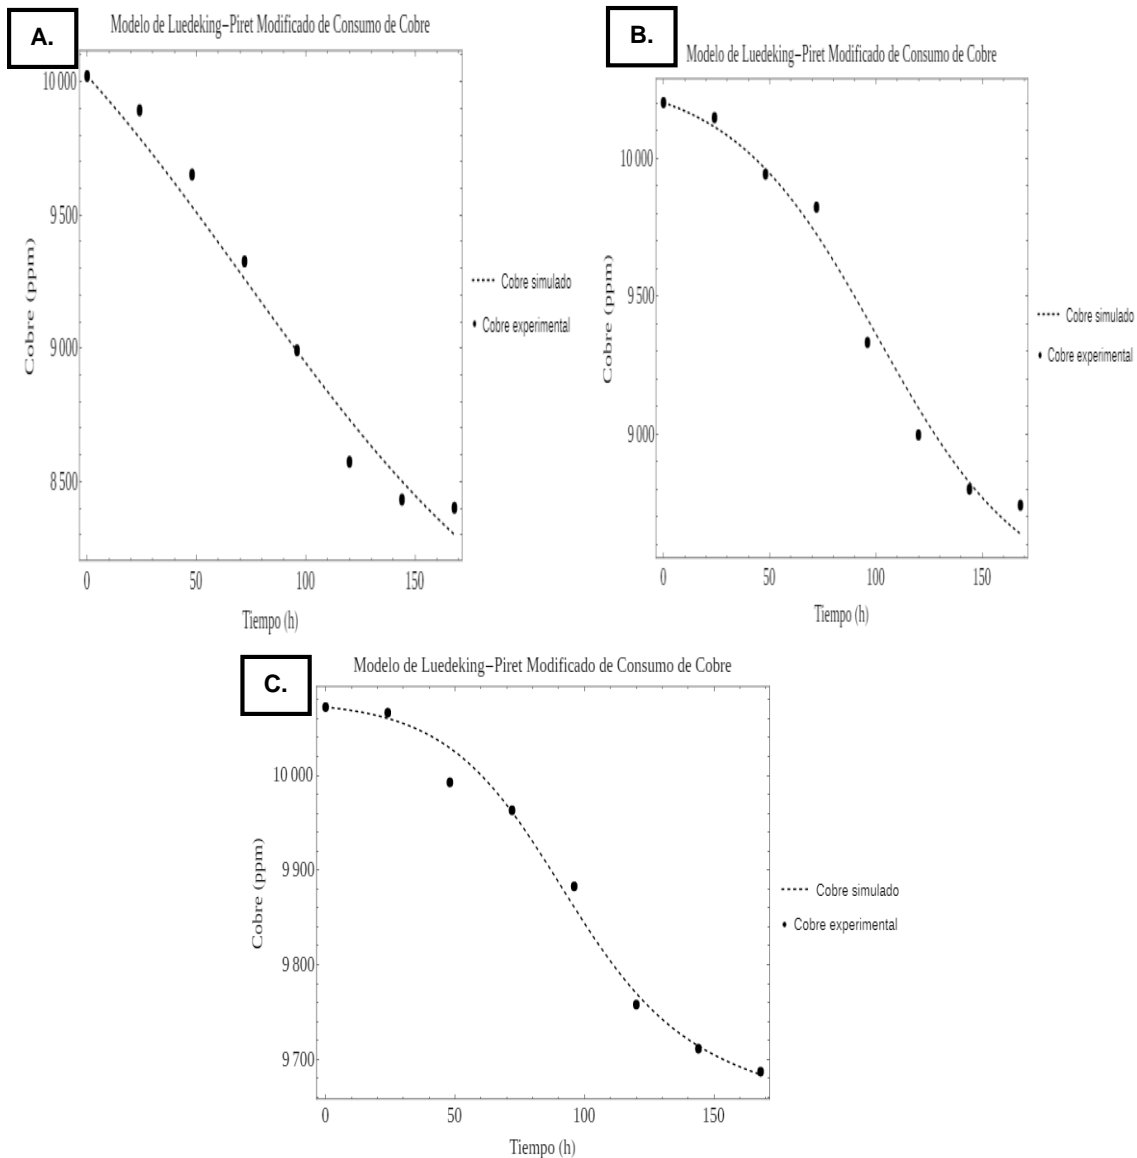 A.
Modelo de Luedeking−Piret Modificado de Consumo de Cobre
10 000
9 500
9 000
8 500
Cobre (ppm)
0 50 100 150
Tiempo (h)
Cobre simulado
Cobre experimental
B.
Modelo de Luedeking−Piret Modificado de Consumo de Cobre
10 000
9 500
9 000
Cobre (ppm)
0 50 100 150
Tiempo (h)
Cobre simulado
Cobre experimental
C.
Modelo de Luedeking−Piret Modificado de Consumo de Cobre
10 000
9 900
9 800
9 700
Cobre (ppm)
0 50 100 150
Tiempo (h)
Cobre simulado
Cobre experimental